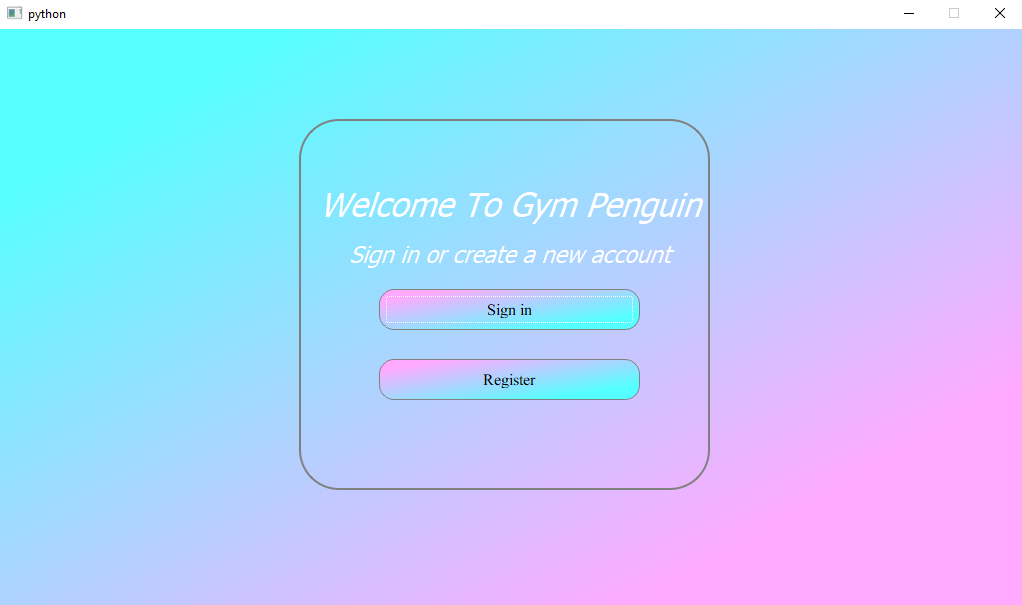 python
Welcome To Gym Penguin
Sign in or create a new account
Sign in
Register